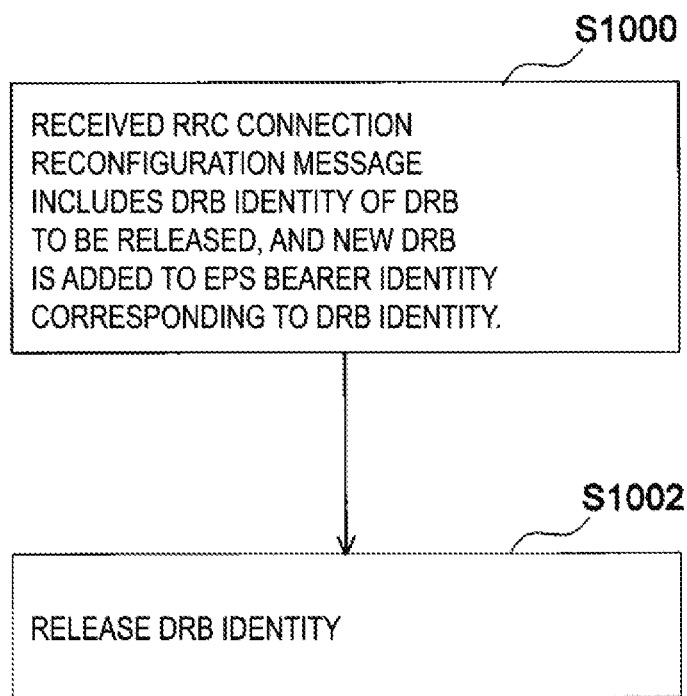 S1000
RECEIVED RRC CONNECTION
RECONFIGURATION MESSAGE
INCLUDES DRB IDENTITY OF DRB
TO BE RELEASED, AND NEW DRB
IS ADDED TO EPS BEARER IDENTITY
CORRESPONDING TO DRB IDENTITY.
S1002
RELEASE DRB IDENTITY